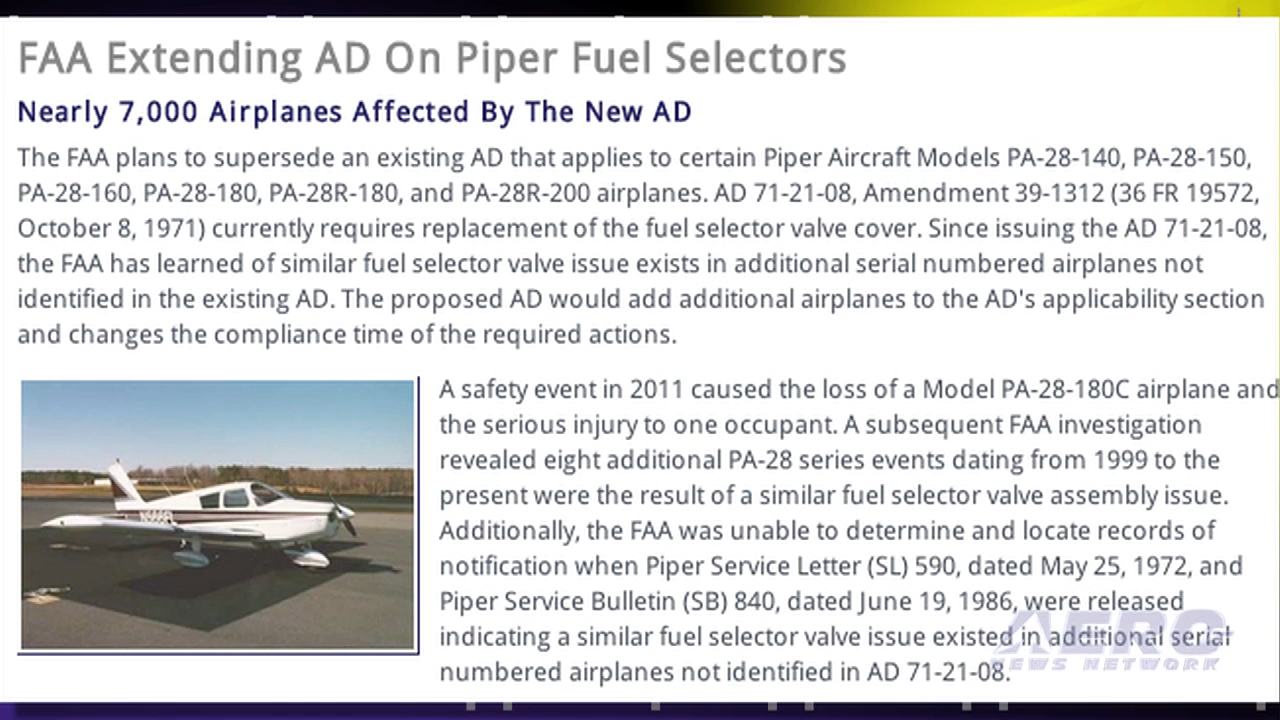 FAA Extending AD On Piper Fuel Selectors
Nearly 7,000 Airplanes Affected By The New AD
The FAA plans to supersede an existing AD that applies to certain Piper Aircraft Models PA-28-140, PA-28-150,
PA-28-160, PA-28-180, PA-28R-180, and PA-28R-200 airplanes. AD 71-21-08, Amendment 39-1312 (36 FR 19572,
October 8, 1971) currently requires replacement of the fuel selector valve cover. Since issuing the AD 71-21-08,
the FAA has learned of similar fuel selector valve issue exists in additional serial numbered airplanes not
identified in the existing AD. The proposed AD would add additional airplanes to the AD's applicability section
and changes the compliance time of the required actions.
A safety event in 2011 caused the loss of a Model PA-28-180C airplane and
the serious injury to one occupant. A subsequent FAA investigation
revealed eight additional PA-28 series events dating from 1999 to the
present were the result of a similar fuel selector valve assembly issue.
Additionally, the FAA was unable to determine and locate records of
notification when Piper Service Letter (SL) 590, dated May 25, 1972, and
Piper Service Bulletin (SB) 840, dated June 19, 1986, were released
indicating a similar fuel selector valve issue existed in additional serial
numbered airplanes not identified in AD 71-21-08.
AERO
NEWS NETWORK